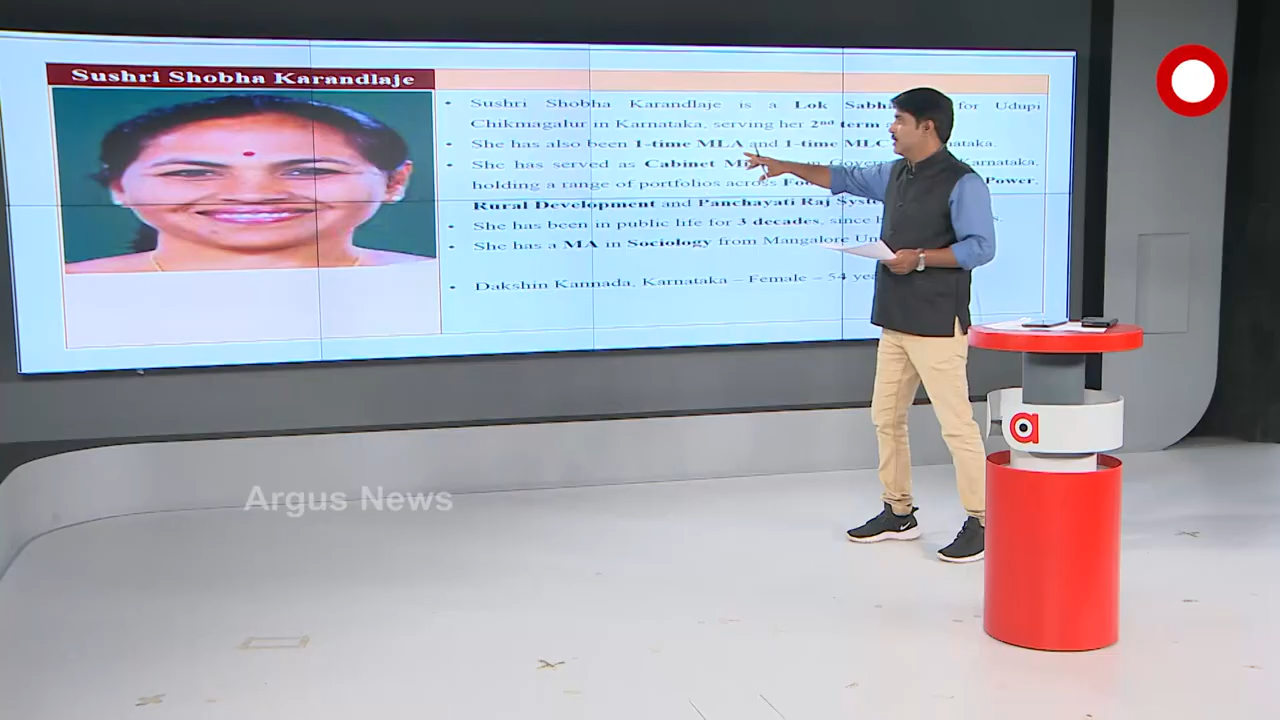 Sushri Shobha Karandlaje
• Sushri Shobha Karandlaje is a Lok Sabha for Udupi
Chikmagalur in Karnataka, serving her 2nd term
• She has also been 1-time MLA and 1-time MLC
• She has served as Cabinet in Karnataka,
holding a range of portfolios across Power,
Rural Development and Panchayati Raj
• She has been in public life for 3 decades, since
• She has a MA in Sociology from Mangalore
• Dakshin Kannada, Karnataka – Female – 54
a
Argus News